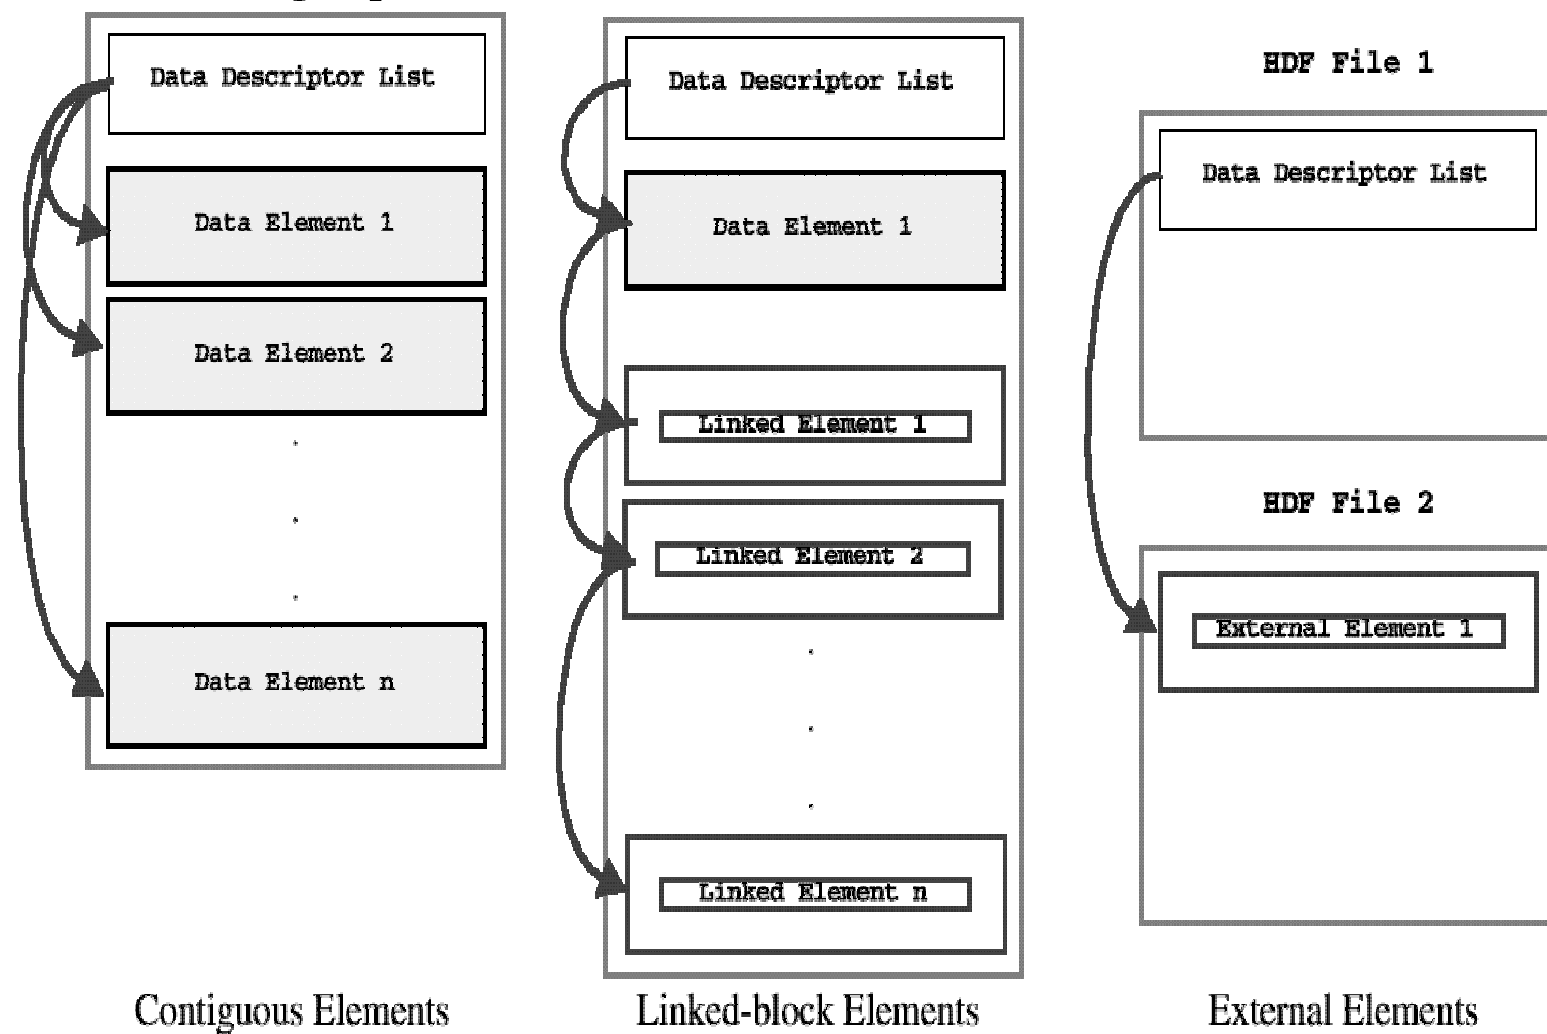 Data Descriptor List
Data Element 1
Data Element 2
.
.
.
Data Element n
Contiguous Elements
Data Descriptor List
Data Element 1
Linked Element 1
Linked Element 2
.
.
.
Linked Element n
Linked-block Elements
HDF File 1
Data Descriptor List
HDF File 2
External Element 1
External Elements